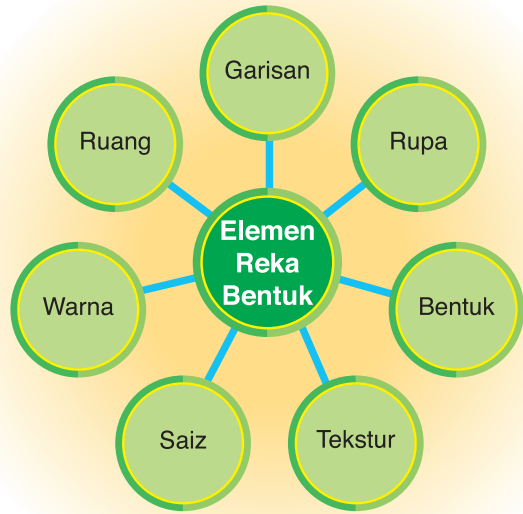 Garisan
Ruang
Rupa
Elemen
Reka
Bentuk
Warna
Bentuk
Saiz
Tekstur